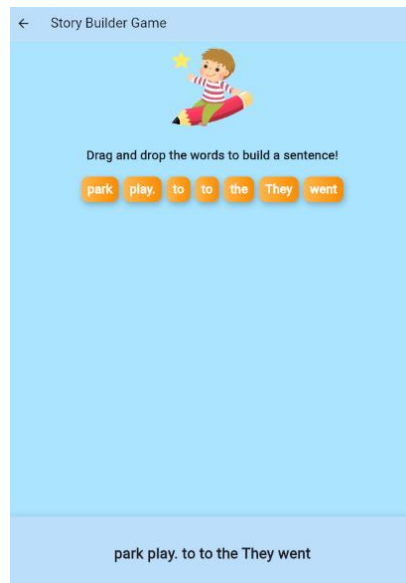 Story Builder Game
Drag and drop the words to build a sentence!
park play. to to the They went
park play. to to the They went